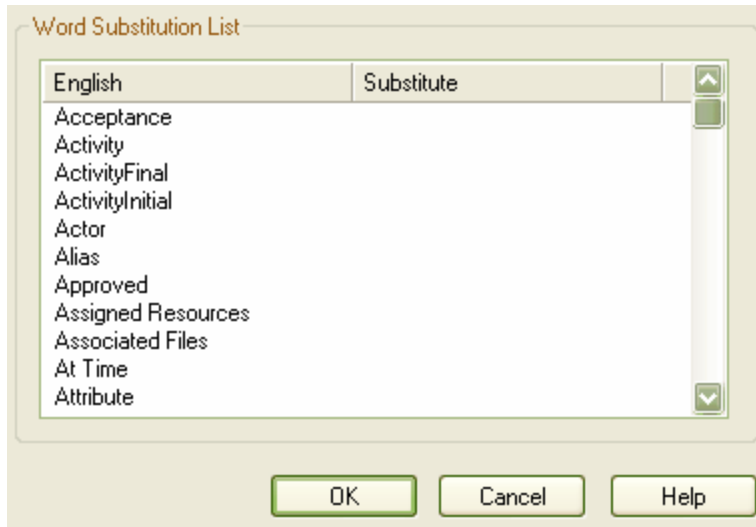 Word Substitution List
English Substitute
Acceptance
Activity
ActivityFinal
ActivityInitial
Actor
Alias
Approved
Assigned Resources
Associated Files
At Time
Attribute
OK Cancel Help